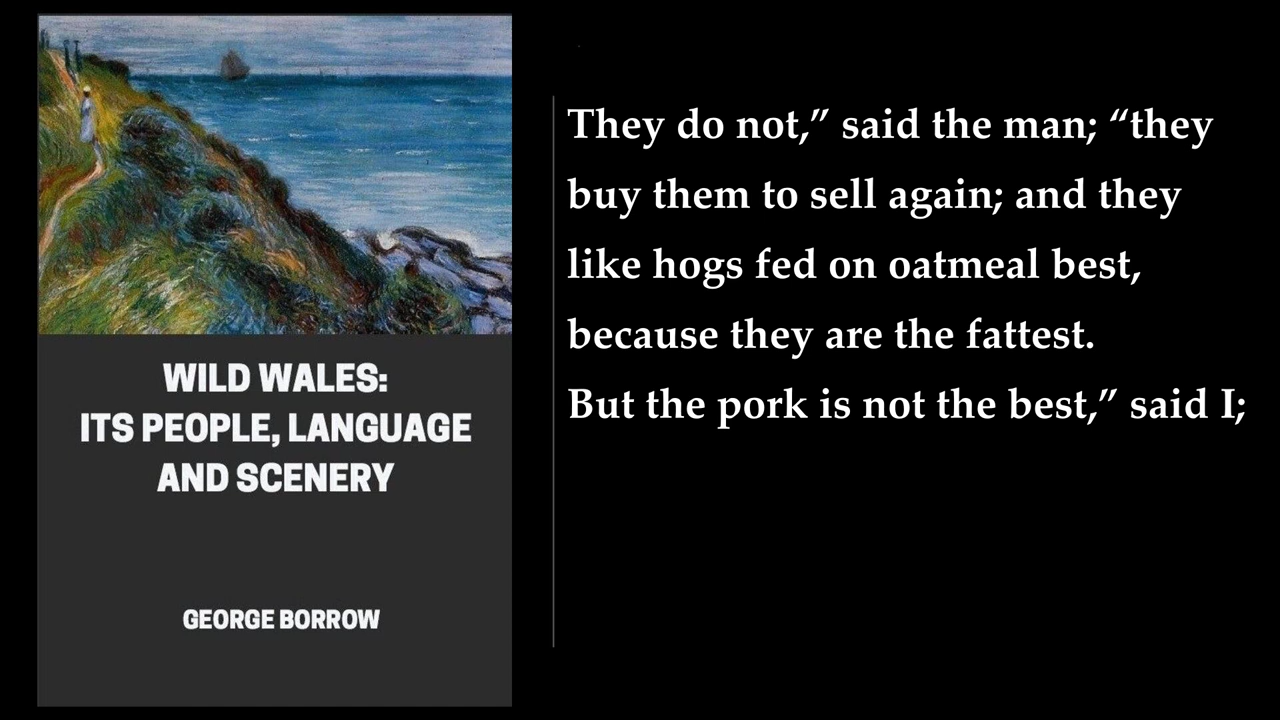 WILD WALES:
ITS PEOPLE, LANGUAGE
AND SCENERY
GEORGE BORROW
They do not,” said the man; “they
buy them to sell again; and they
like hogs fed on oatmeal best,
because they are the fattest.
But the pork is not the best,” said I;